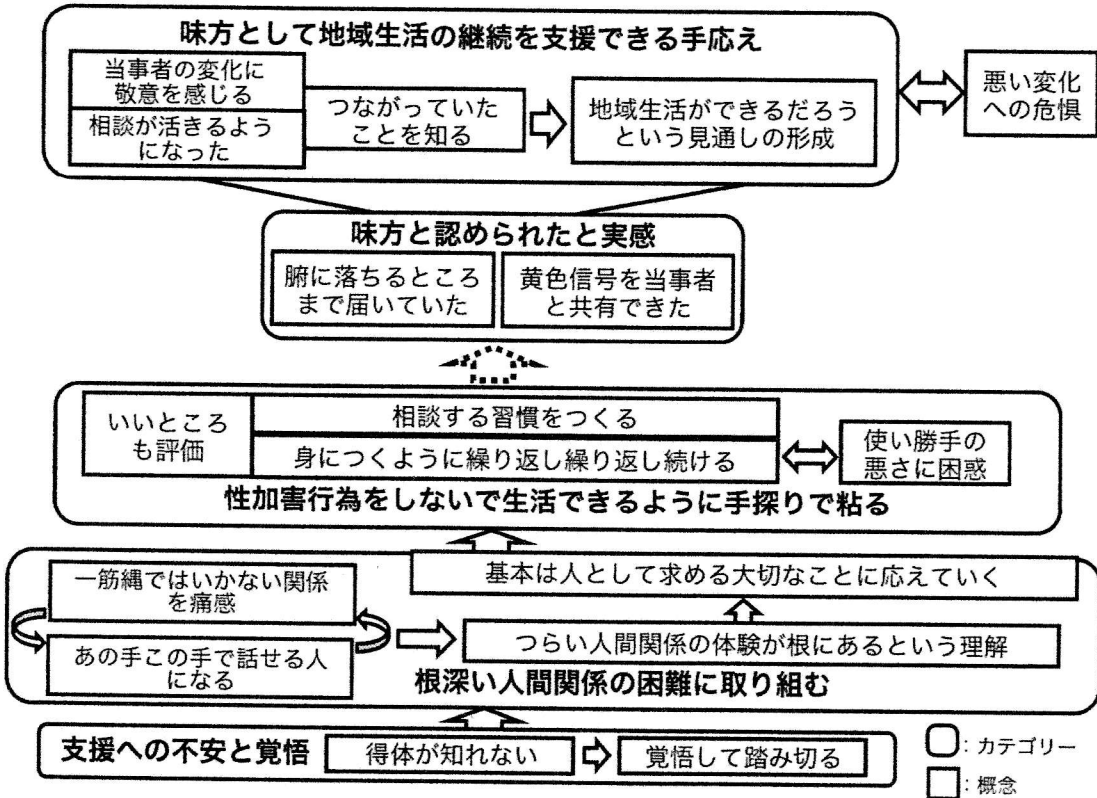 味方として地域生活の継続を支援できる手応え
当事者の変化に
敬意を感じる
相談が活きるよう
になった
つながっていた
ことを知る
地域生活ができるだろう
という見通しの形成
悪い変化
への危惧
味方と認められたと実感
腑に落ちるところ
まで届いていた
黄色信号を当事者
と共有できた
いいところ
も評価
相談する習慣をつくる
身につくように繰り返し繰り返し続ける
使い勝手の
悪さに困惑
性加害行為をしないで生活できるように手探りで粘る
一筋縄ではいかない関係
を痛感
あの手この手で話せる人
になる
基本は人として求める大切なことに応えていく
つらい人間関係の体験が根にあるという理解
根深い人間関係の困難に取り組む
支援への不安と覚悟
得体が知れない
覚悟して踏み切る
：カテゴリー
：概念